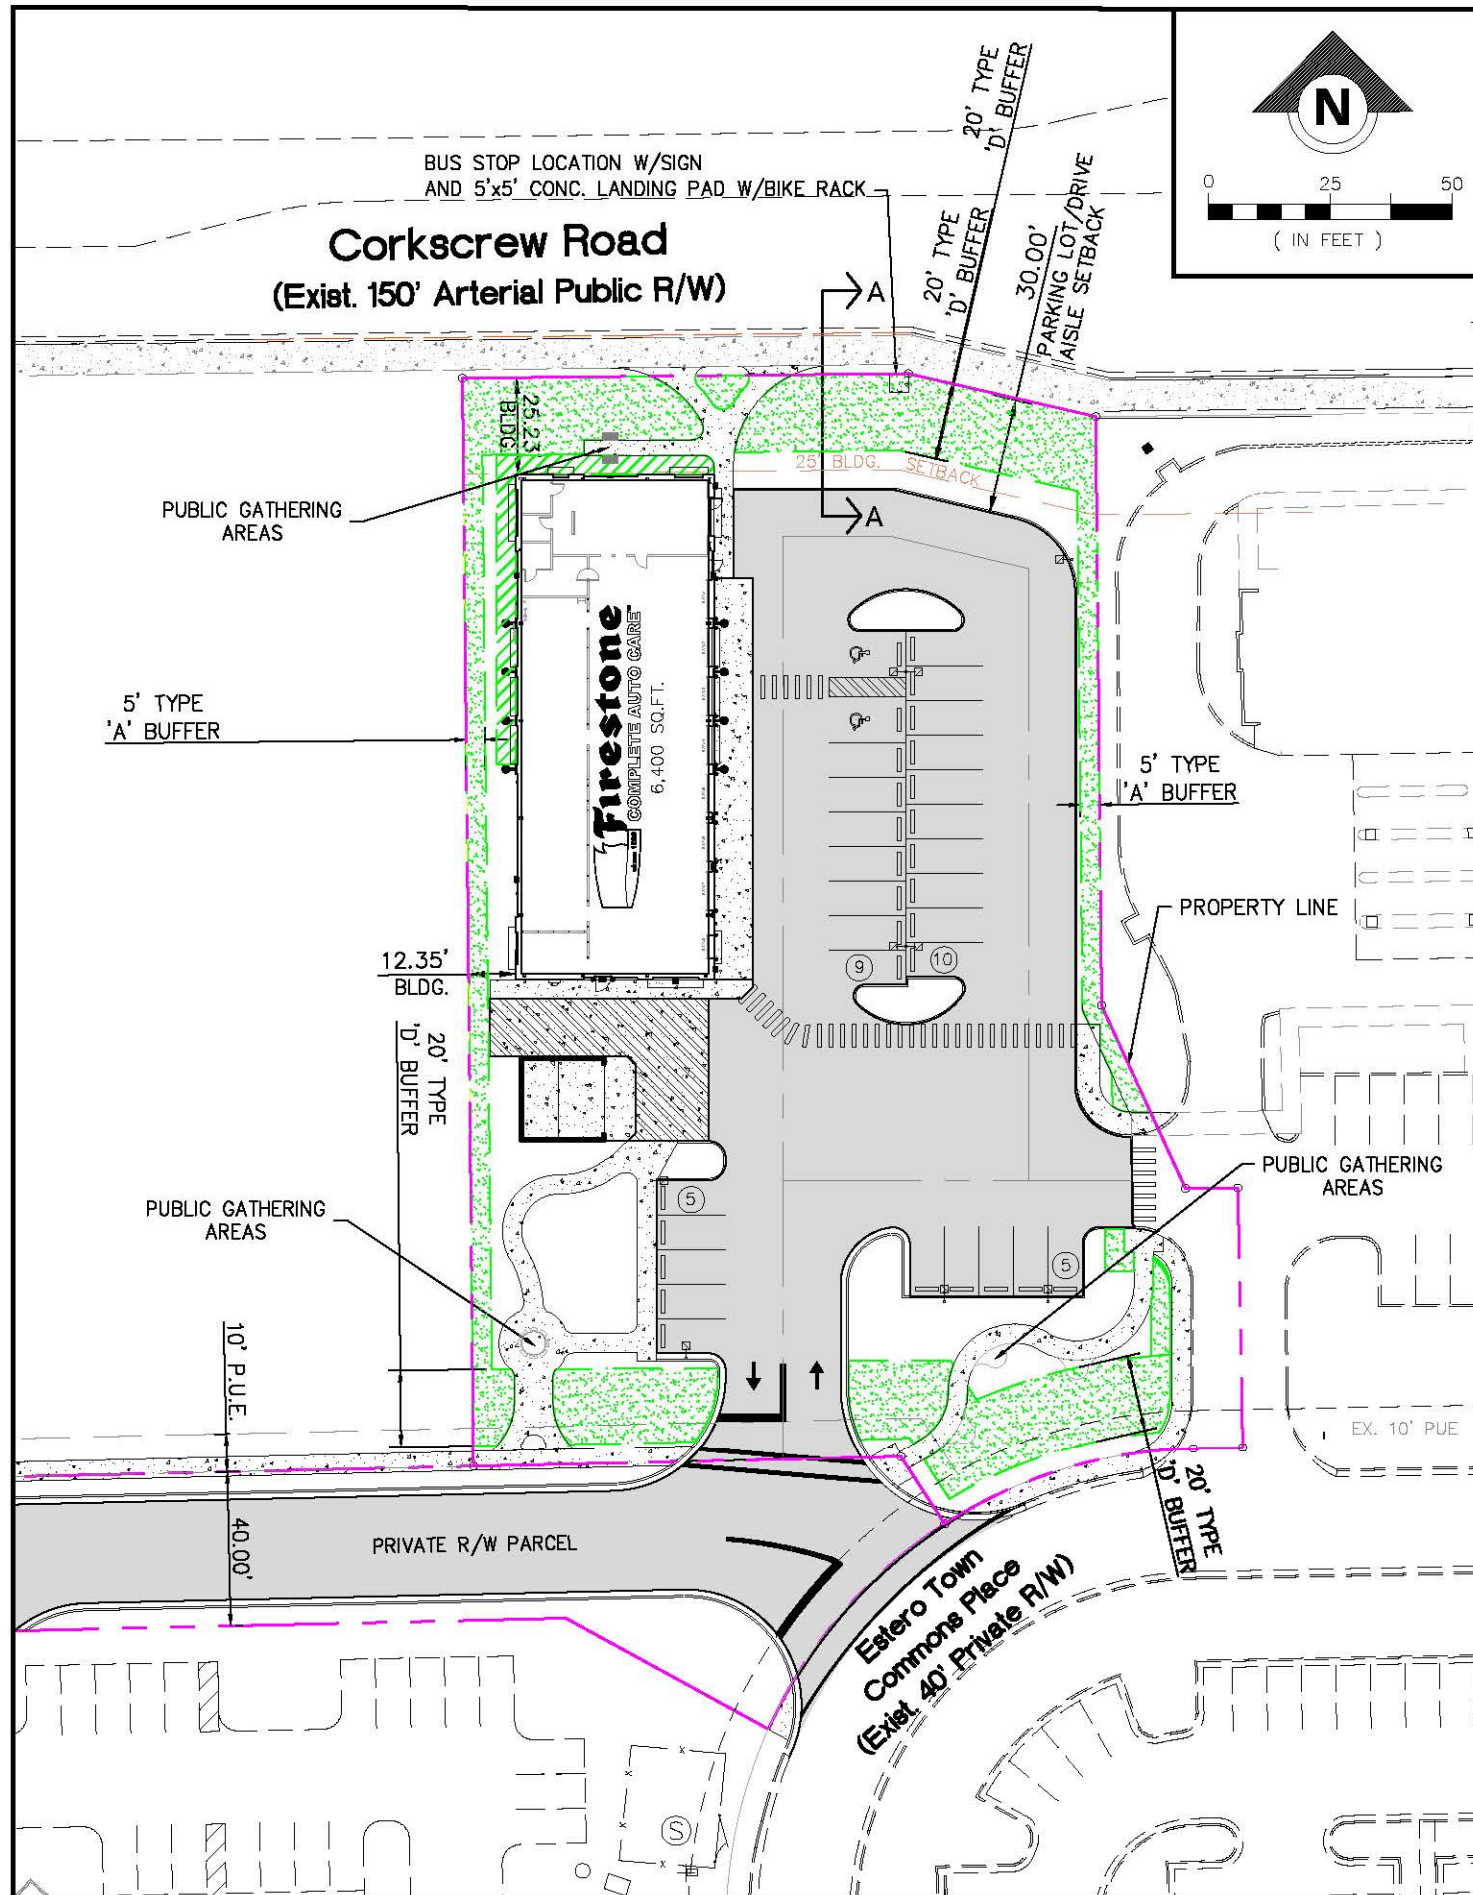 N
0 25 50
( IN FEET )
20' TYPE
'D' BUFFER
BUS STOP LOCATION W/SIGN
AND 5'x5' CONC. LANDING PAD W/BIKE RACK
Corkscrew Road
(Exist. 150' Arterial Public R/W)
20' TYPE
'D' BUFFER
30.00'
PARKING LOT/DRIVE
AISLE SETBACK
A
25.23
BLDG
25' BLDG. SETBACK
A
PUBLIC GATHERING
AREAS
Firestone
COMPLETE AUTO CARE
6,400 SQ.FT.
5' TYPE
'A' BUFFER
5' TYPE
'A' BUFFER
PROPERTY LINE
12.35'
BLDG.
9
10
20' TYPE
'D' BUFFER
PUBLIC GATHERING
AREAS
5
PUBLIC GATHERING
AREAS
5
10' P.U.E.
EX. 10' PUE
20' TYPE
'D' BUFFER
40.00'
PRIVATE R/W PARCEL
Estero Town
Commons Place
(Exist. 40' Private R/W)
S